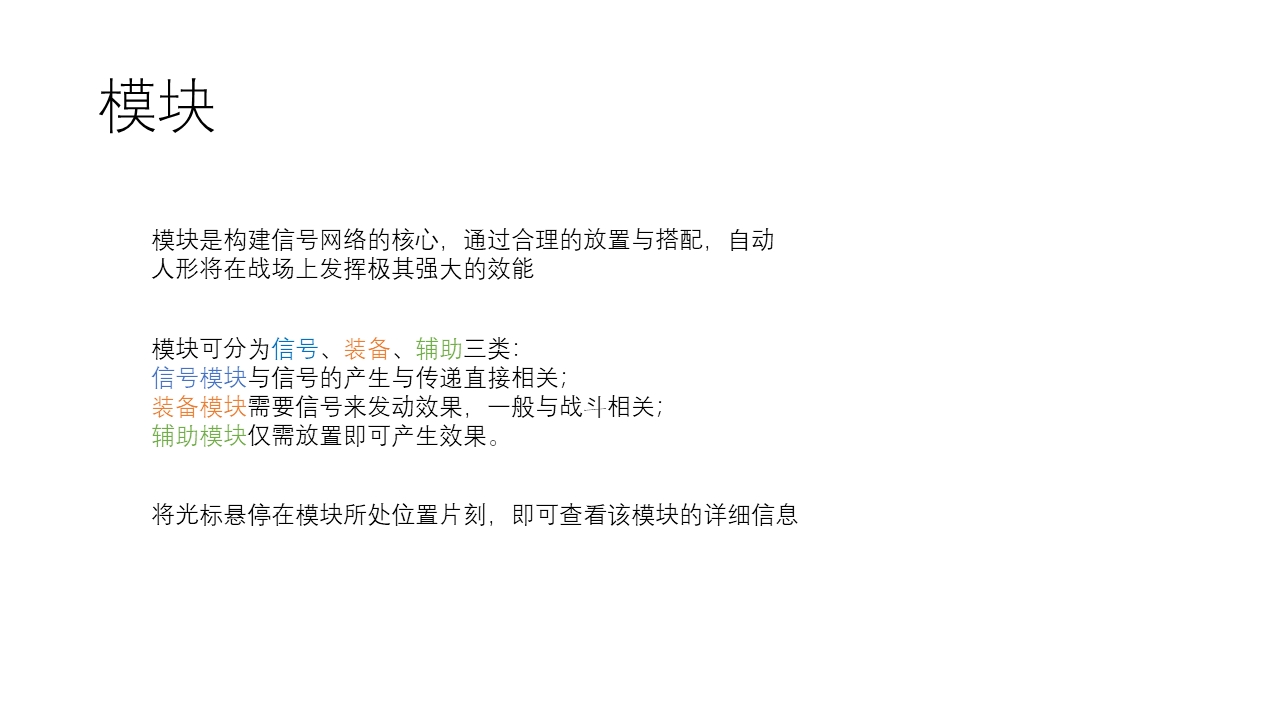 模块
模块是构建信号网络的核心，通过合理的放置与搭配，自动
人形将在战场上发挥极其强大的效能
模块可分为信号、装备、辅助三类：
信号模块与信号的产生与传递直接相关；
装备模块需要信号来发动效果，一般与战斗相关；
辅助模块仅需放置即可产生效果。
将光标悬停在模块所处位置片刻，即可查看该模块的详细信息